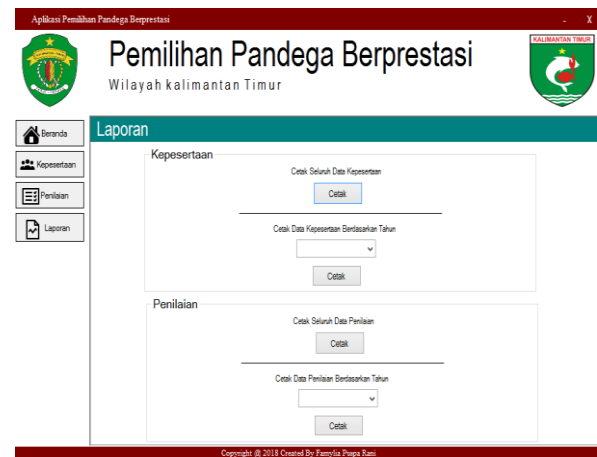 Aplikasi Pemilihan Pandega Berprestasi
- X
Pemilihan Pandega Berprestasi
Wilayah kalimantan Timur
KALIMANTAN TIMUR
Beranda
Kepesertaan
Penilaian
Laporan
Laporan
Kepesertaan
Cetak Seluruh Data Kepesertaan
Cetak
Cetak Data Kepesertaan Berdasarkan Tahun
Cetak
Penilaian
Cetak Seluruh Data Penilaian
Cetak
Cetak Data Penilaian Berdasarkan Tahun
Cetak
Copyright @ 2018 Created By Famylia Puspa Rani